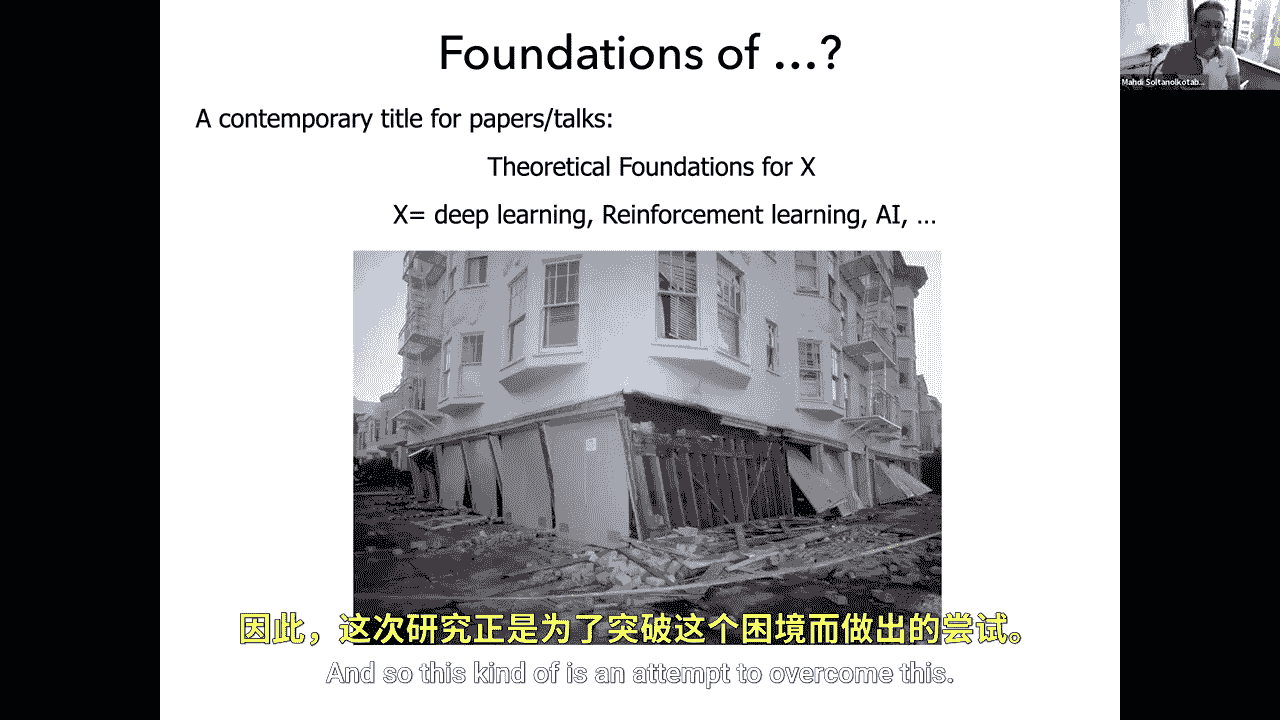 Foundations of ...?
Mahdi Soltanolkotab...
A contemporary title for papers/talks:
Theoretical Foundations for X
X= deep learning, Reinforcement learning, AI, ...
因此，这次研究正是为了突破这个困境而做出的尝试。
And so this kind of is an attempt to overcome this.